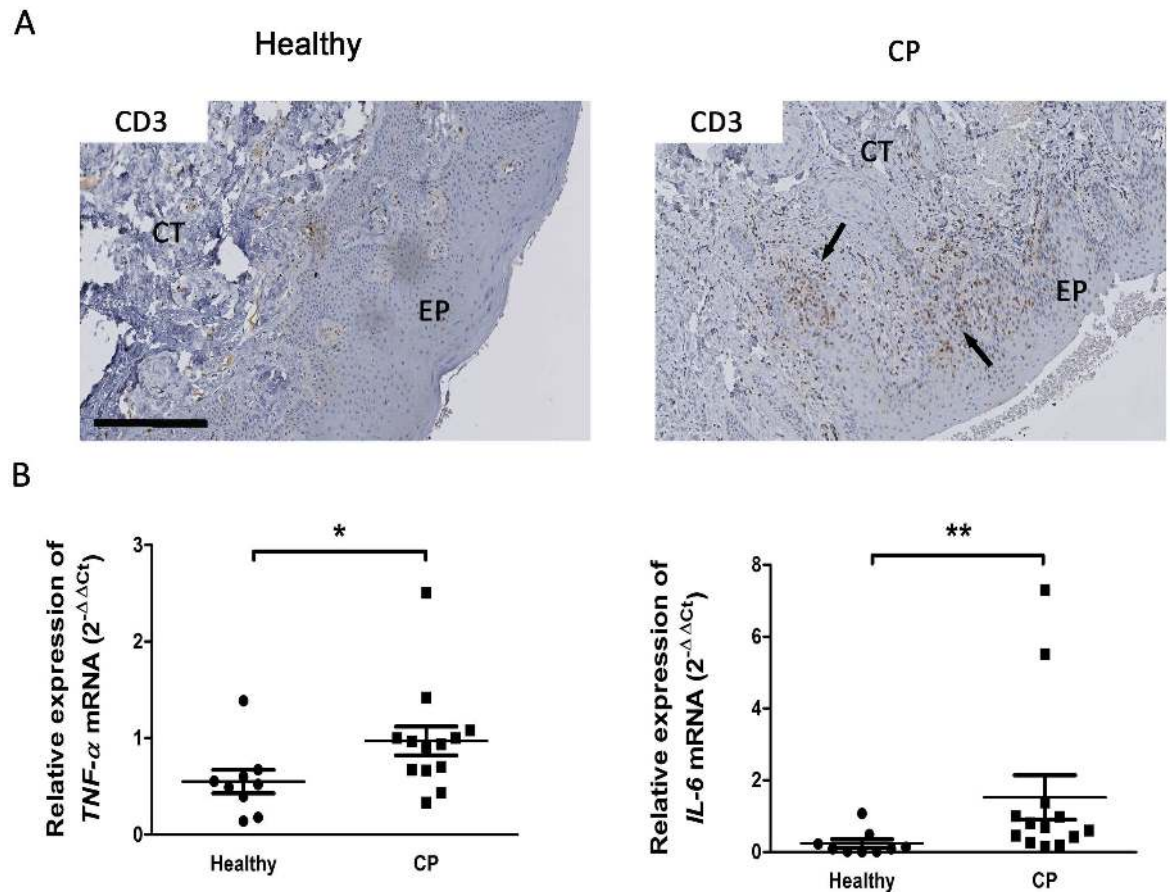 A
Healthy
CP
CD3
CT
EP
CD3
CT
EP
B
Relative expression of
TNF-α mRNA (2^-ΔΔCt)
3
2
1
0
*
Healthy
CP
Relative expression of
IL-6 mRNA (2^-ΔΔCt)
8
6
4
2
0
**
Healthy
CP